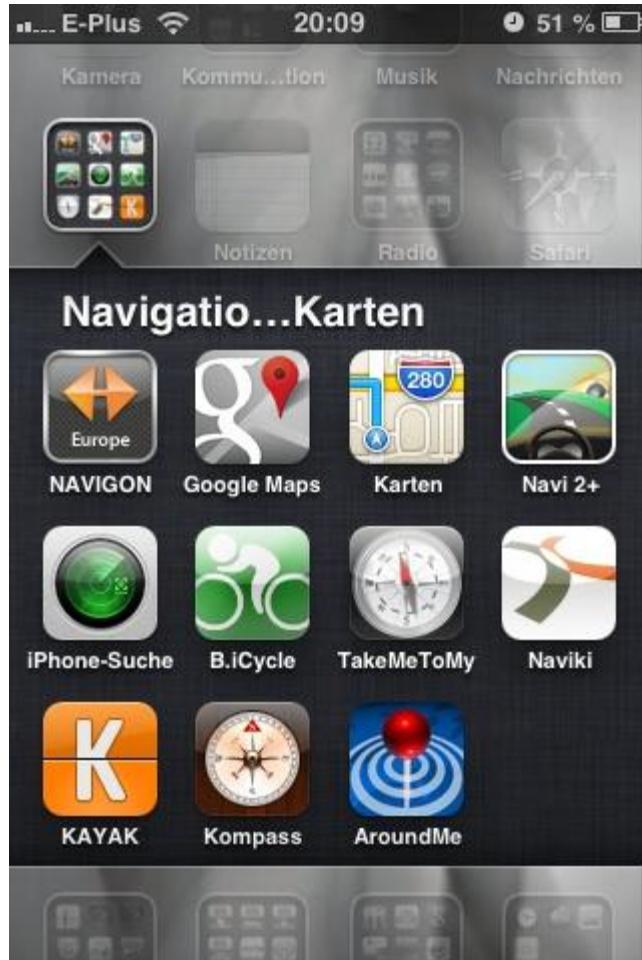 E-Plus 20:09 51 %
Kamera Kommu...tion Musik Nachrichten
Notizen Radio Safari
Navigatio...Karten
Europe 280
NAVIGON Google Maps Karten Navi 2+
iPhone-Suche B.iCycle TakeMeToMy Naviki
K
KAYAK Kompass AroundMe